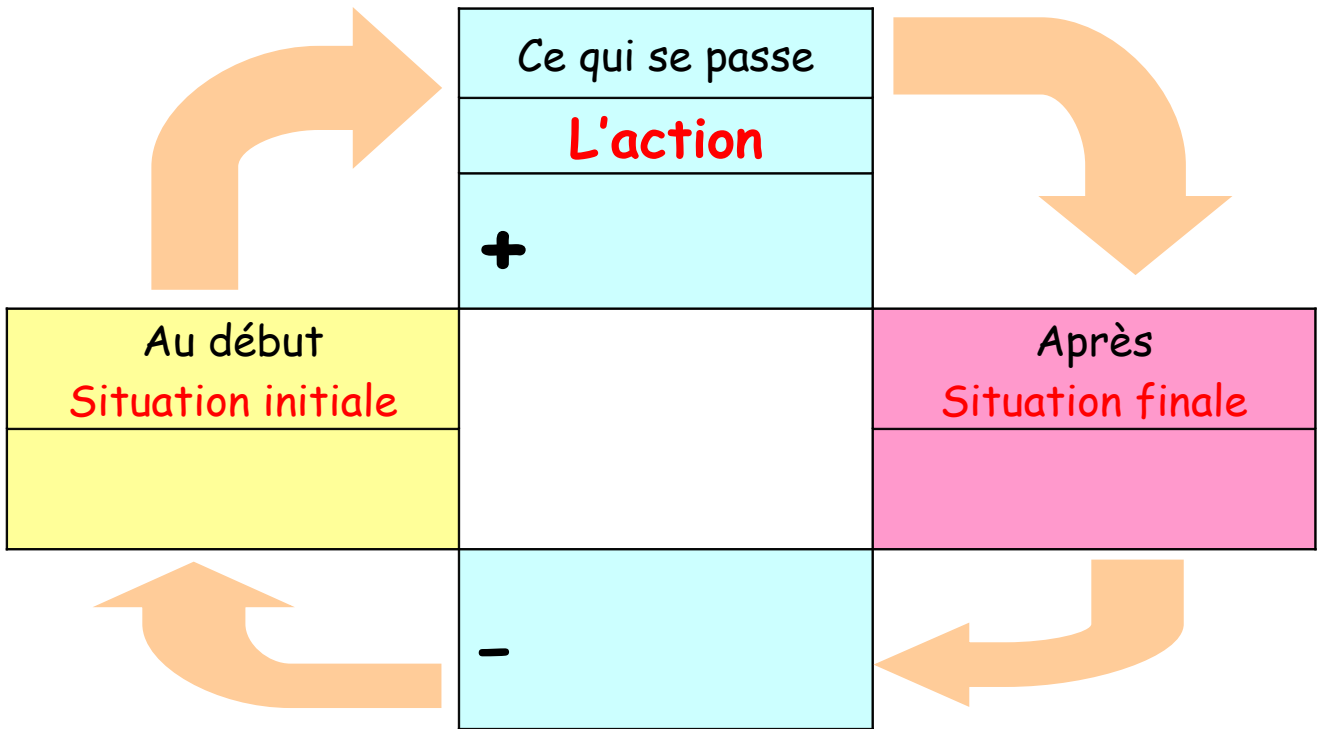 Ce qui se passe
L'action
+
Au début
Situation initiale
Après
Situation finale
-